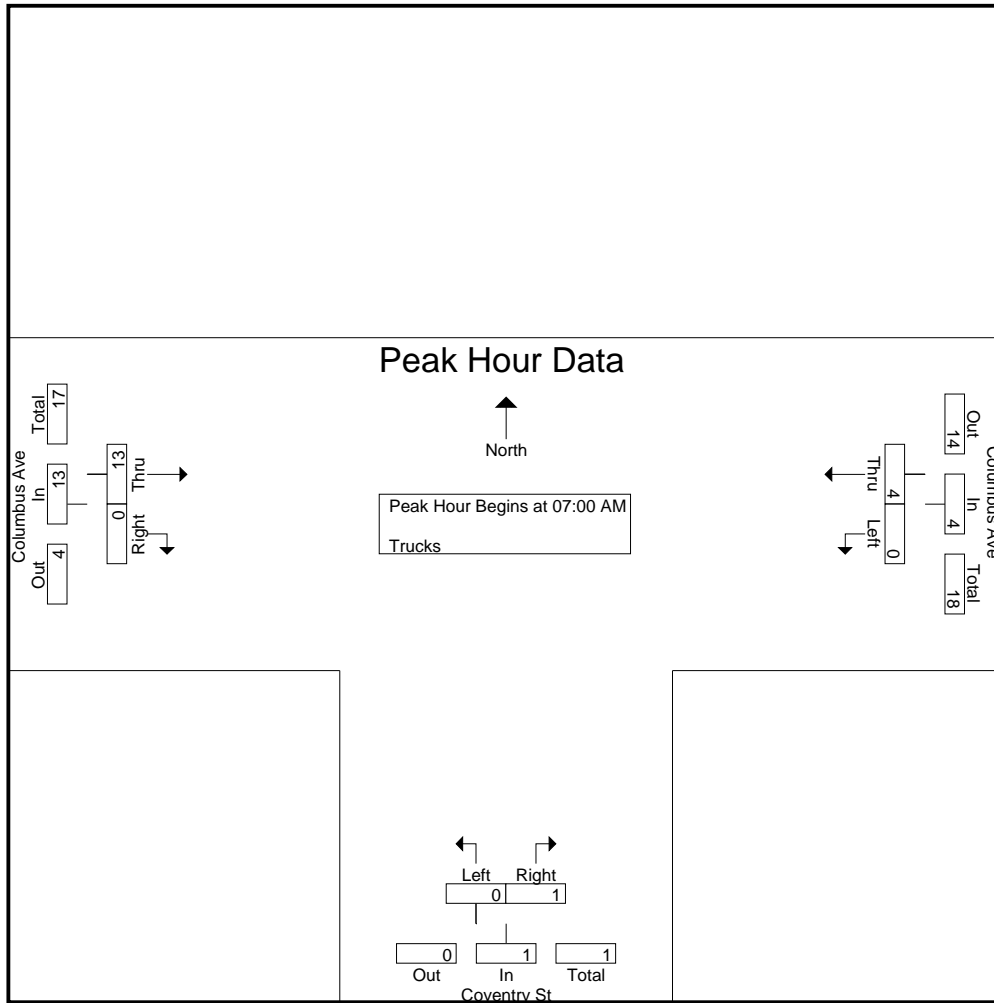 Peak Hour Data
North
Peak Hour Begins at 07:00 AM
Trucks
Columbus Ave
Total
17
In
13
Out
4
13
Thru
0
Right
Columbus Ave
Out
14
In
4
Total
18
Thru
4
Left
0
Left Right
0 1
0 1 1
Out In Total
Coventry St